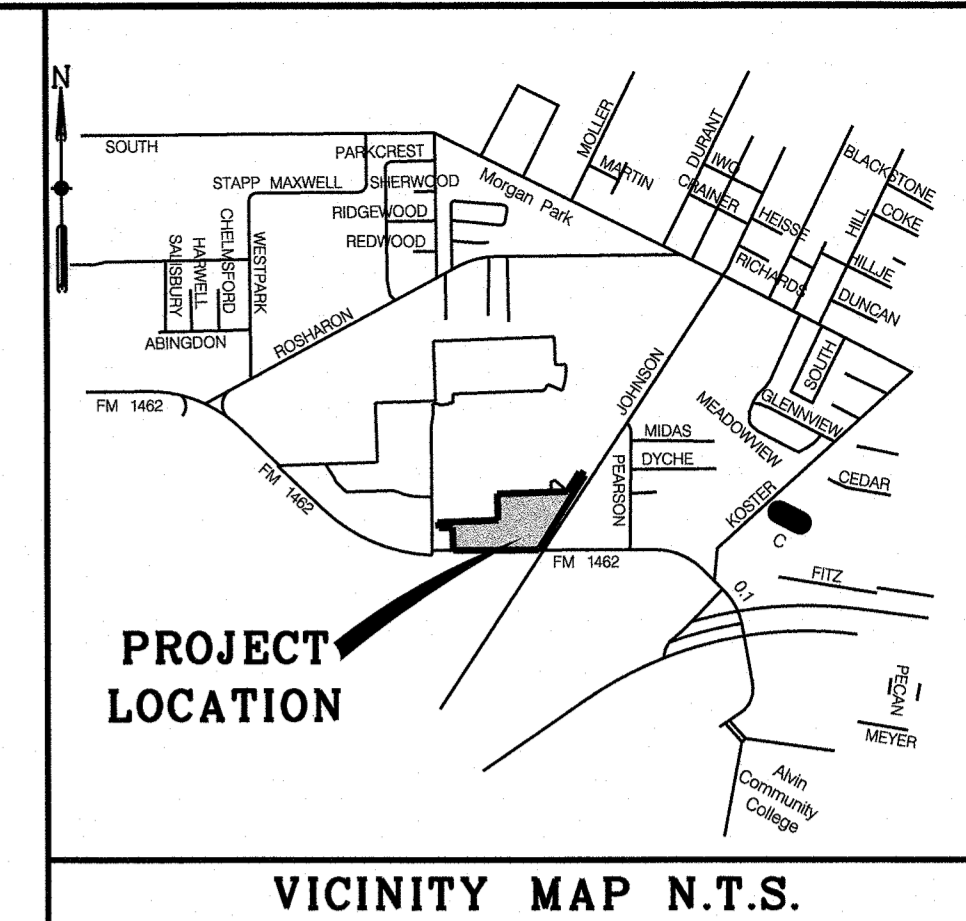 N
SOUTH
PARKCREST
STAPP MAXWELL
SHERWOOD
RIDGEWOOD
REDWOOD
SALISBURY
HARWELL
CHELMSFORD
WESTPARK
ABINGDON
ROSHARON
FM 1462
FM 1462
Morgan Park
MOLLER
MARTIN
DURANT
IWO
CRAINER
HEISSE
RICHARDS
BLACKSTONE
COKE
HILL
HILLJE
DUNCAN
SOUTH
GLENNVIEW
MEADOWVIEW
JOHNSON
MIDAS
DYCHE
PEARSON
KOSTER
CEDAR
C
FM 1462
FITZ
0.1
PECAN
MEYER
Alvin
Community
College
PROJECT
LOCATION
VICINITY MAP N.T.S.